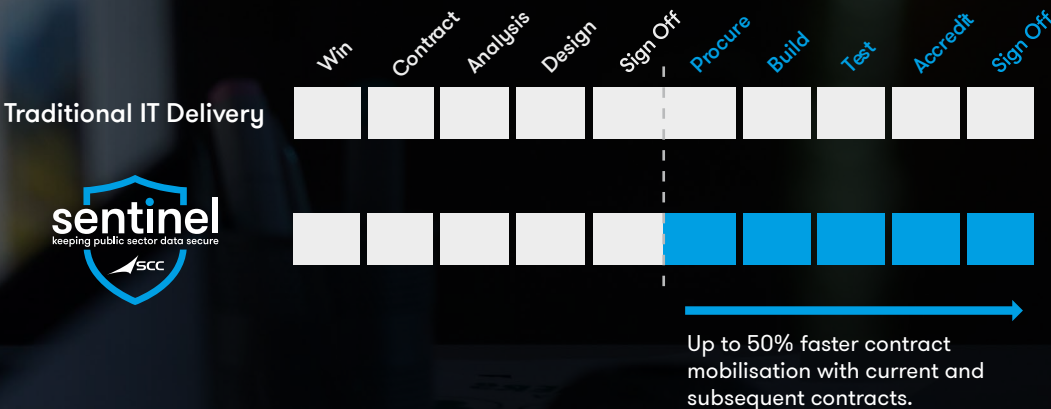 Win Contract Analysis Design Sign Off Procure Build Test Accredit Sign Off
Traditional IT Delivery
sentinel
keeping public sector data secure
SCC
Up to 50% faster contract
mobilisation with current and
subsequent contracts.